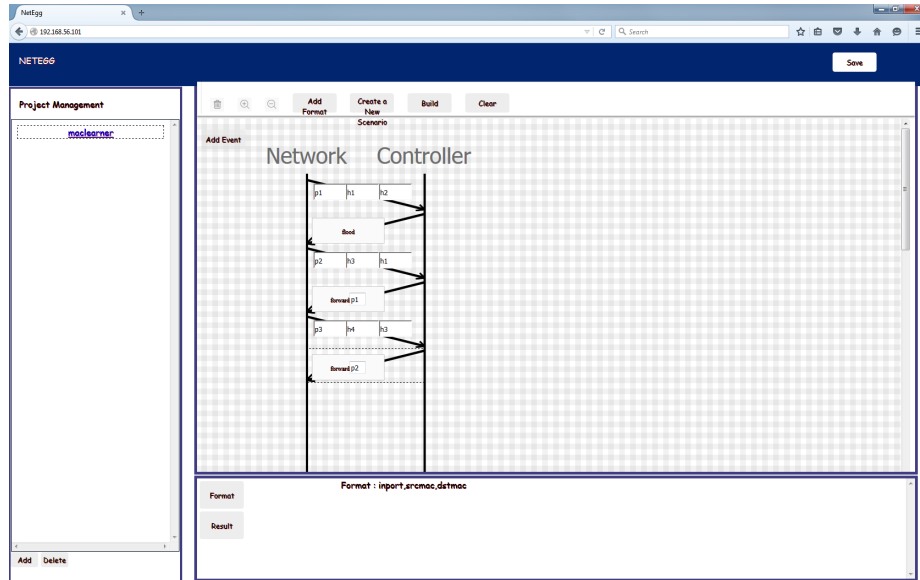 NetEgg × +
192.168.56.101
Search
NETEGG
Save
Project Management
maclearner
Add Delete
Add Format
Create a New Scenario
Build
Clear
Add Event
Network Controller
p1 h1 h2
flood
p2 h3 h1
forward p1
p3 h4 h3
forward p2
Format
Format : inport,srcmac,dstmac
Result